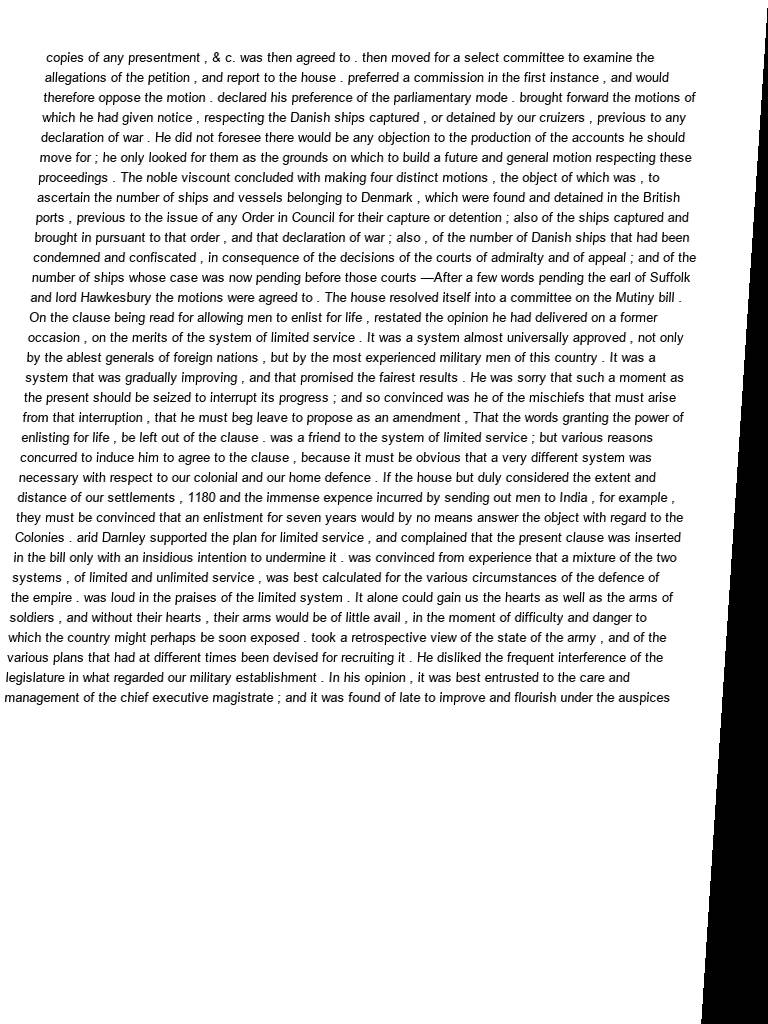 copies of any presentment , & c. was then agreed to . then moved for a select committee to examine the
allegations of the petition , and report to the house . preferred a commission in the first instance , and would
therefore oppose the motion . declared his preference of the parliamentary mode . brought forward the motions of
which he had given notice , respecting the Danish ships captured , or detained by our cruizers , previous to any
declaration of war . He did not foresee there would be any objection to the production of the accounts he should
move for ; he only looked for them as the grounds on which to build a future and general motion respecting these
proceedings . The noble viscount concluded with making four distinct motions , the object of which was , to
ascertain the number of ships and vessels belonging to Denmark , which were found and detained in the British
ports , previous to the issue of any Order in Council for their capture or detention ; also of the ships captured and
brought in pursuant to that order , and that declaration of war ; also , of the number of Danish ships that had been
condemned and confiscated , in consequence of the decisions of the courts of admiralty and of appeal ; and of the
number of ships whose case was now pending before those courts —After a few words pending the earl of Suffolk
and lord Hawkesbury the motions were agreed to . The house resolved itself into a committee on the Mutiny bill .
On the clause being read for allowing men to enlist for life , restated the opinion he had delivered on a former
occasion , on the merits of the system of limited service . It was a system almost universally approved , not only
by the ablest generals of foreign nations , but by the most experienced military men of this country . It was a
system that was gradually improving , and that promised the fairest results . He was sorry that such a moment as
the present should be seized to interrupt its progress ; and so convinced was he of the mischiefs that must arise
from that interruption , that he must beg leave to propose as an amendment , That the words granting the power of
enlisting for life , be left out of the clause . was a friend to the system of limited service ; but various reasons
concurred to induce him to agree to the clause , because it must be obvious that a very different system was
necessary with respect to our colonial and our home defence . If the house but duly considered the extent and
distance of our settlements , 1180 and the immense expence incurred by sending out men to India , for example ,
they must be convinced that an enlistment for seven years would by no means answer the object with regard to the
Colonies . arid Darnley supported the plan for limited service , and complained that the present clause was inserted
in the bill only with an insidious intention to undermine it . was convinced from experience that a mixture of the two
systems , of limited and unlimited service , was best calculated for the various circumstances of the defence of
the empire . was loud in the praises of the limited system . It alone could gain us the hearts as well as the arms of
soldiers , and without their hearts , their arms would be of little avail , in the moment of difficulty and danger to
which the country might perhaps be soon exposed . took a retrospective view of the state of the army , and of the
various plans that had at different times been devised for recruiting it . He disliked the frequent interference of the
legislature in what regarded our military establishment . In his opinion , it was best entrusted to the care and
management of the chief executive magistrate ; and it was found of late to improve and flourish under the auspices